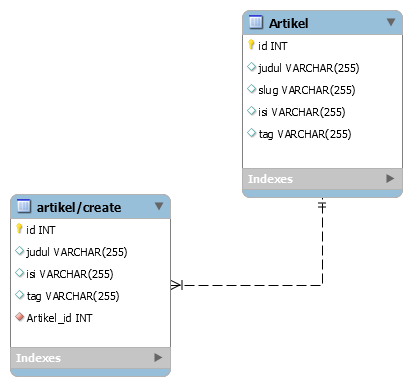 Artikel
id INT
judul VARCHAR(255)
slug VARCHAR(255)
isi VARCHAR(255)
tag VARCHAR(255)
Indexes
artikel/create
id INT
judul VARCHAR(255)
isi VARCHAR(255)
tag VARCHAR(255)
Artikel_id INT
Indexes